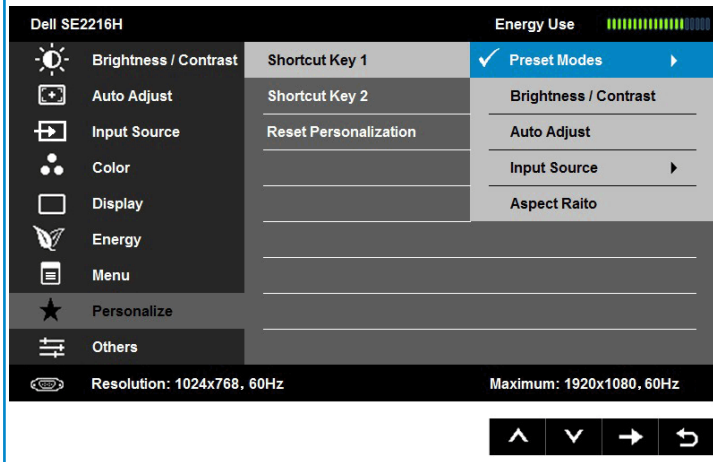 Dell SE2216H Energy Use
Brightness / Contrast Shortcut Key 1 Preset Modes
Auto Adjust Shortcut Key 2 Brightness / Contrast
Input Source Reset Personalization Auto Adjust
Color Input Source
Display Aspect Raito
Energy
Menu
Personalize
Others
Resolution: 1024x768, 60Hz Maximum: 1920x1080, 60Hz